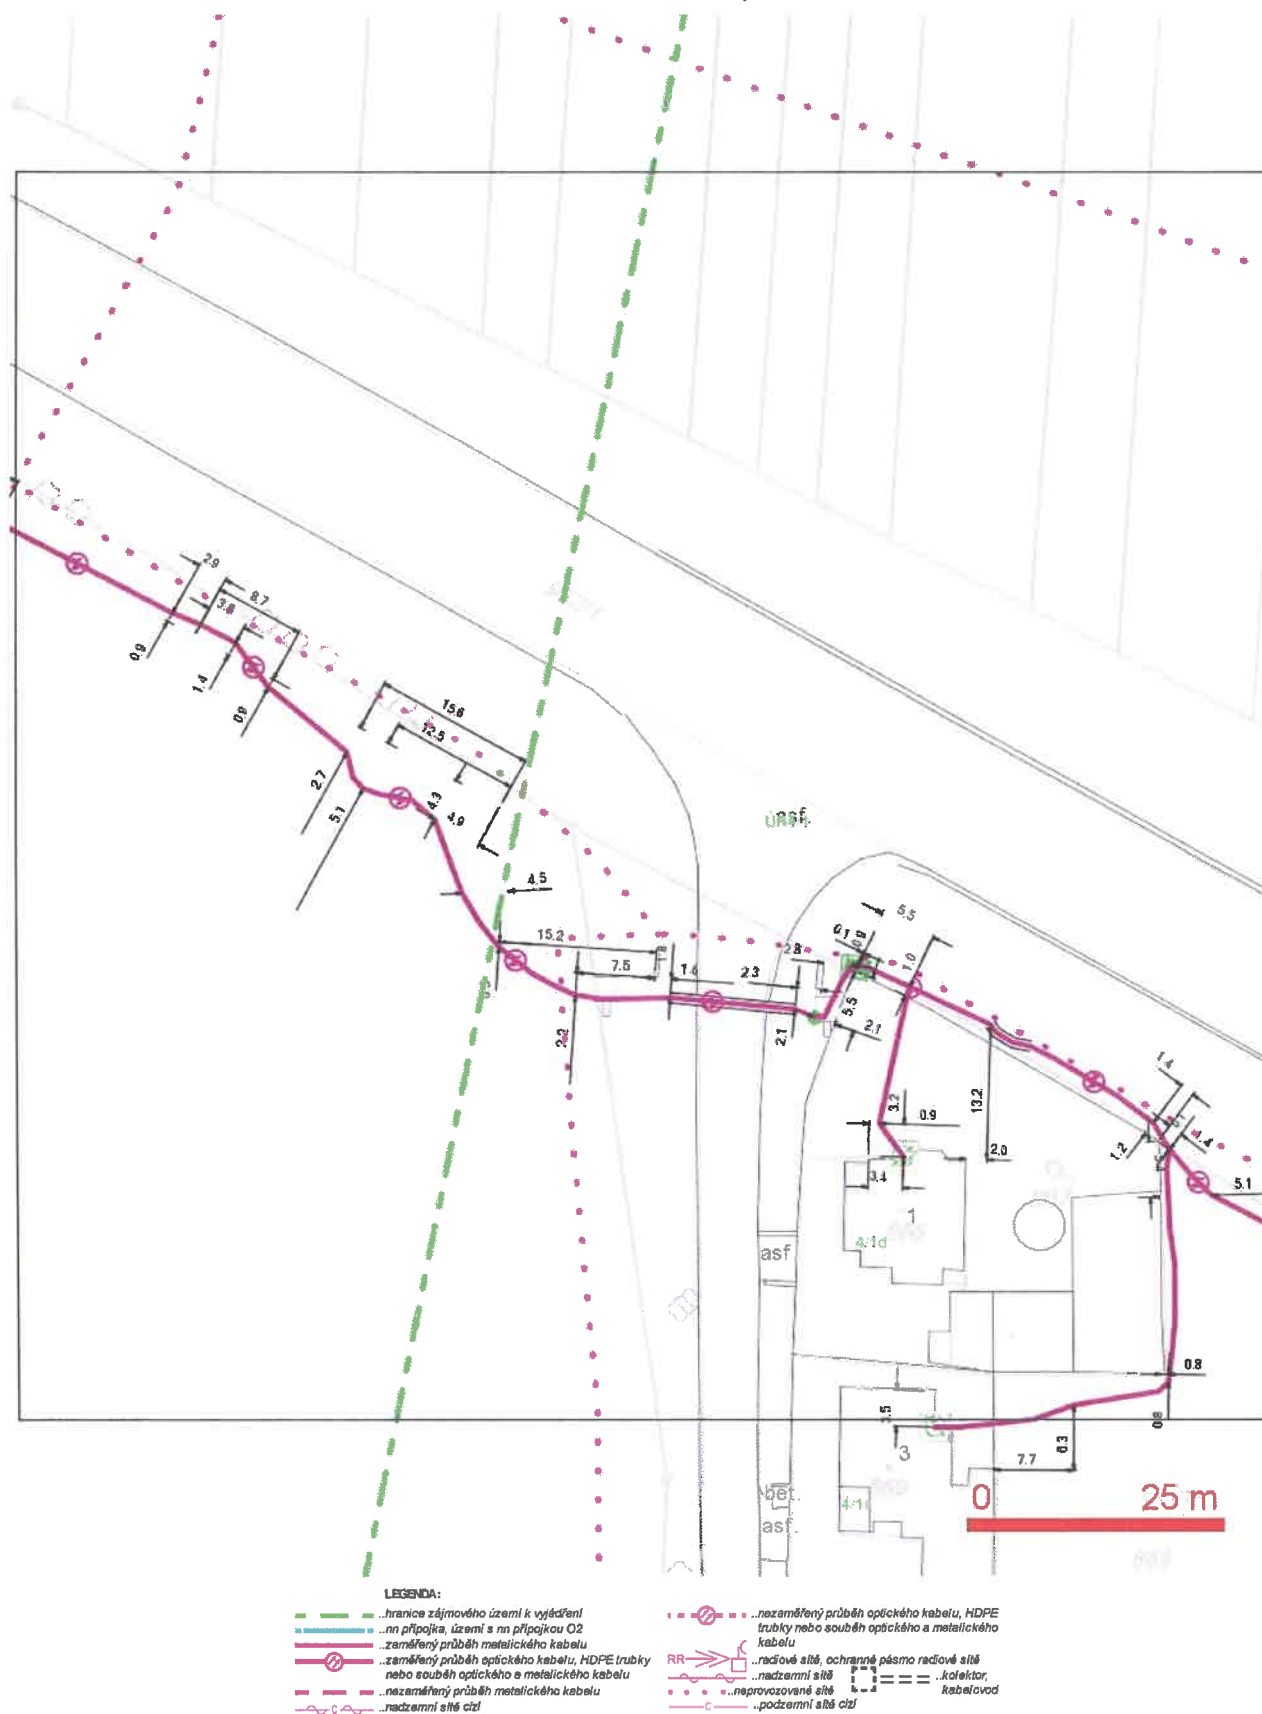 2.9
8.7
3.8
0.9
1.4
0.9
15.6
12.5
2.7
5.1
4.3
4.9
4.5
asf.
15.2
7.5
1.6
2.3
2.1
5.5
0.1
0.9
1.0
5.5
2.1
1.4
13.2
3.2
0.9
2.0
1.2
1.4
5.1
3.4
1
4/1d
asf
0.8
3.5
3
0.8
6.3
7.7
bet.
asf.
0 25 m
LEGENDA:
..hranice zájmového území k vyjádření
..nn přípojka, území s nn přípojkou O2
..zaměřený průběh metalického kabelu
..zaměřený průběh optického kabelu, HDPE trubky
nebo souběh optického a metalického kabelu
..nezaměřený průběh metalického kabelu
C ..nadzemní sítě cizí
..nezaměřený průběh optického kabelu, HDPE
trubky nebo souběh optického a metalického
kabelu
RR ..radiové sítě, ochranné pásmo radiové sítě
..nadzemní sítě
..kolektor,
kabelovod
..neprovozované sítě
C ..podzemní sítě cizí